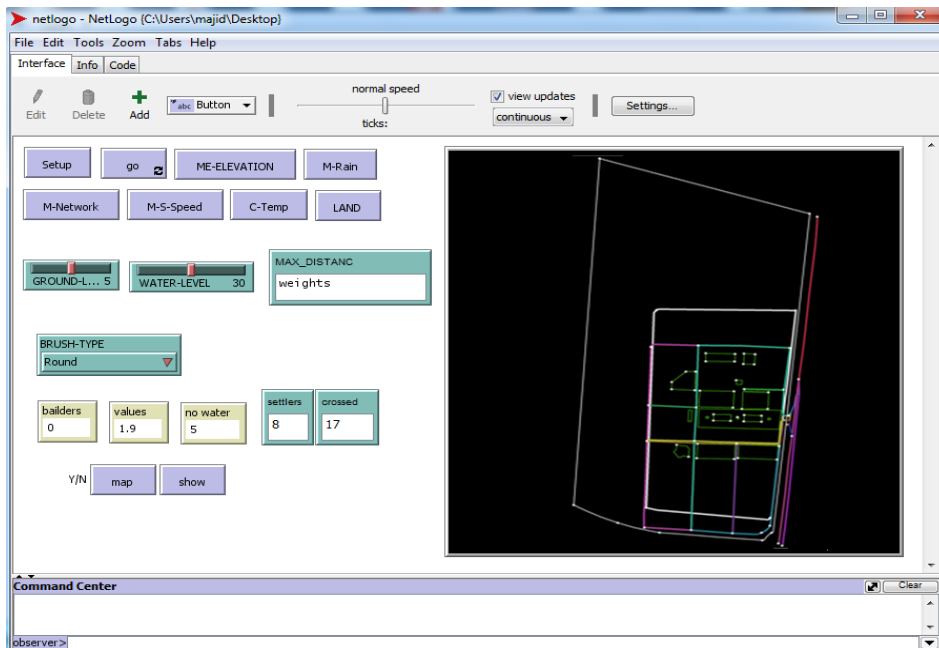 netlogo - NetLogo {C:\Users\majid\Desktop}
File Edit Tools Zoom Tabs Help
Interface Info Code
Edit Delete Add abc Button normal speed ticks: view updates continuous Settings...
Setup go ME-ELEVATION M-Rain
M-Network M-S-Speed C-Temp LAND
GROUND-L... 5 WATER-LEVEL 30
MAX_DISTANC
weights
BRUSH-TYPE
Round
bailders values no water settlers crossed
0 1.9 5 8 17
Y/N map show
Command Center Clear
observer>